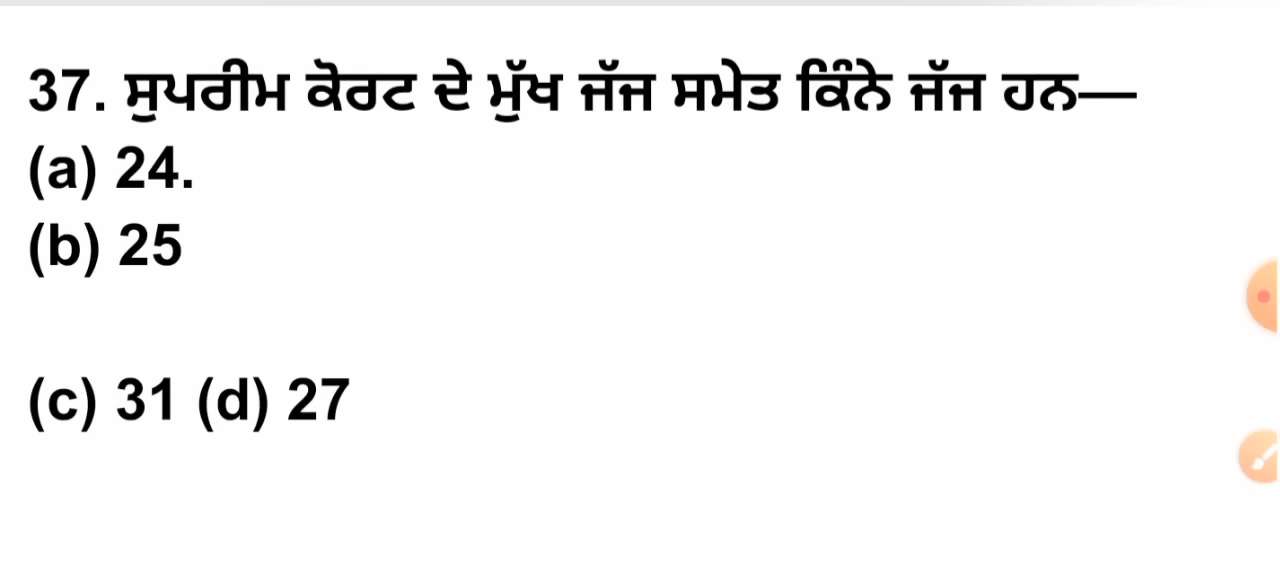 37. ਸੁਪਰੀਮ ਕੋਰਟ ਦੇ ਮੁੱਖ ਜੱਜ ਸਮੇਤ ਕਿੰਨੇ ਜੱਜ ਹਨ—
(a) 24.
(b) 25
(c) 31 (d) 27